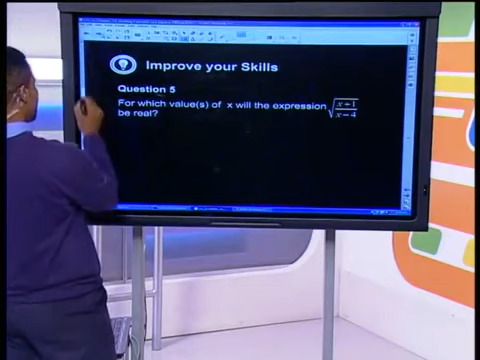 Improve your Skills
Question 5
For which value(s) of x will the expression √((x+1)/(x−4))
be real?